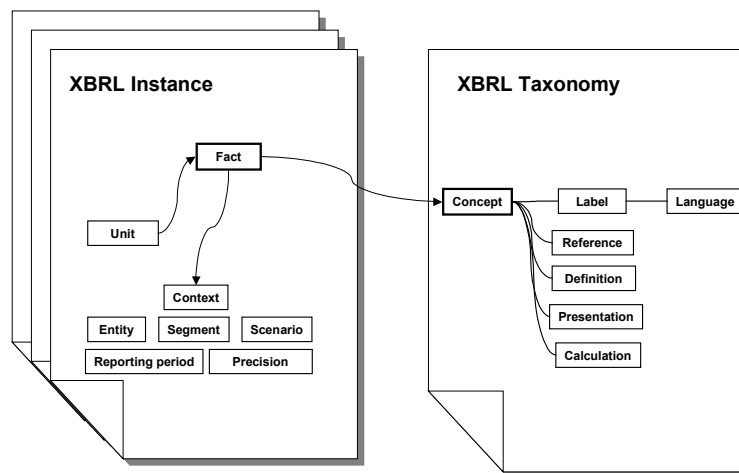 XBRL Instance
Fact
Unit
Context
Entity Segment Scenario
Reporting period Precision
XBRL Taxonomy
Concept Label Language
Reference
Definition
Presentation
Calculation